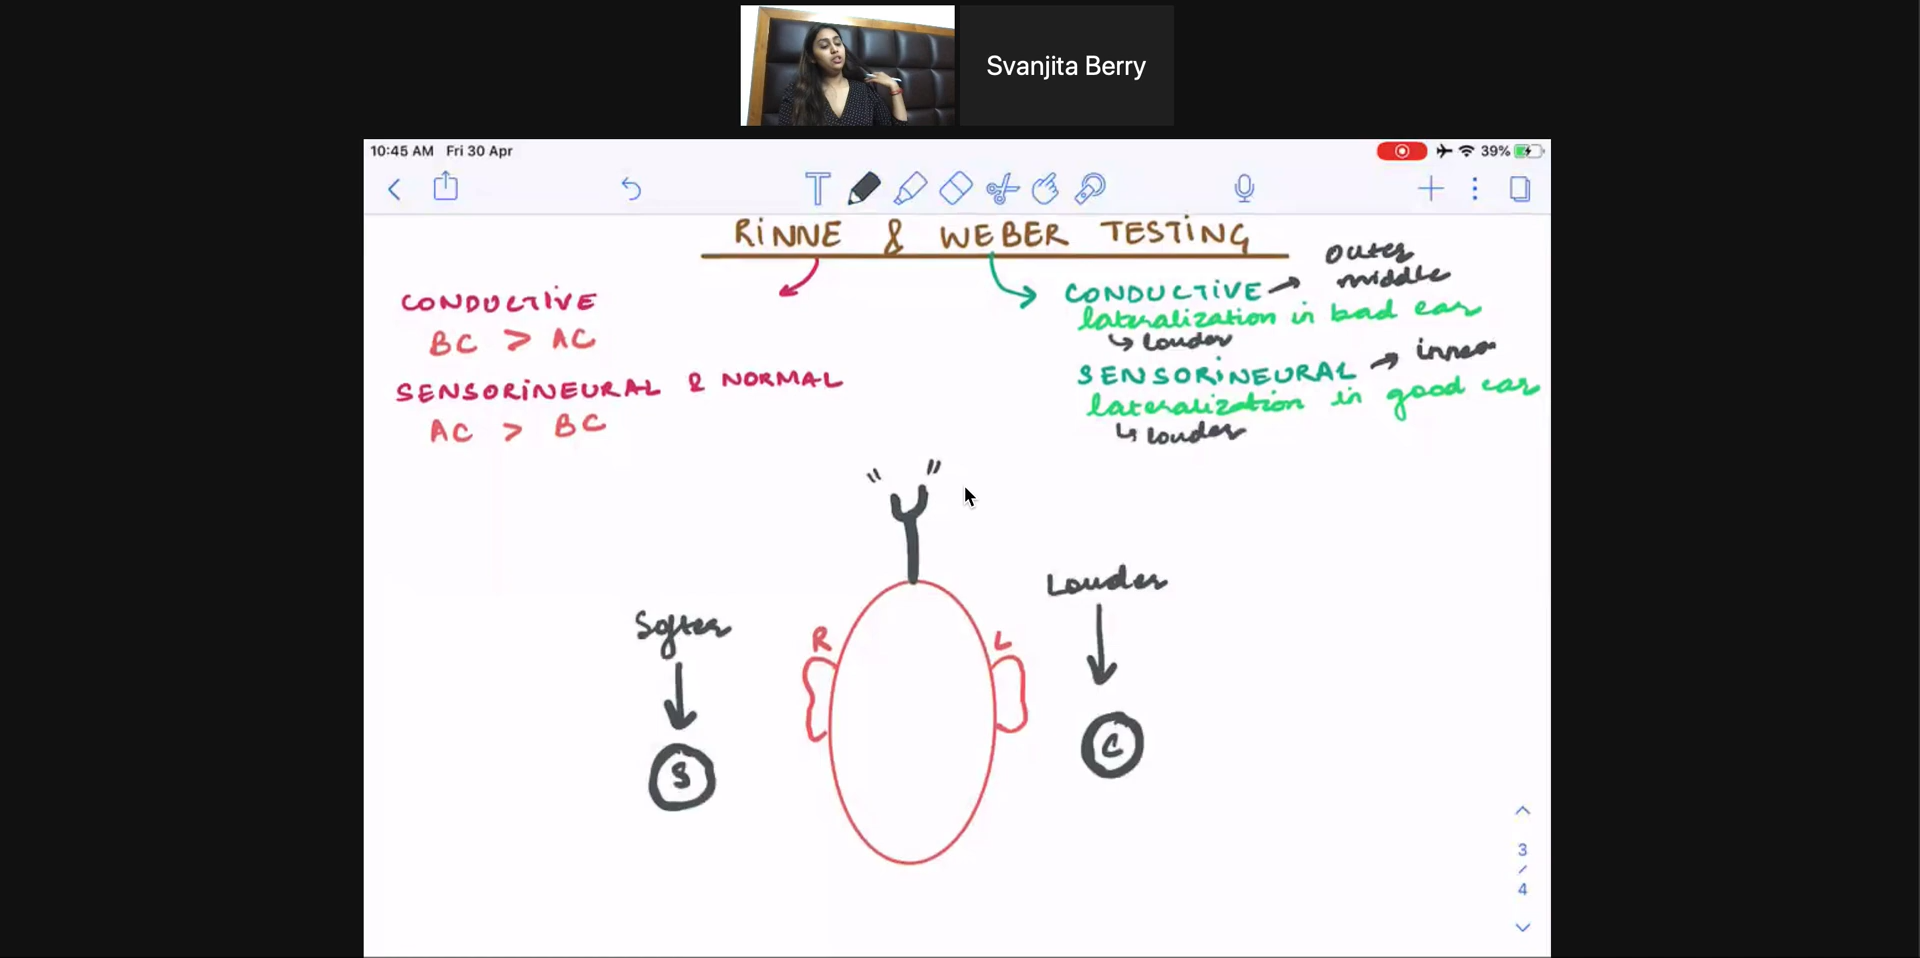 Svanjita Berry
10:45 AM Fri 30 Apr
39%
T
RINNE & WEBER TESTING
CONDUCTIVE
BC > AC
SENSORINEURAL & NORMAL
AC > BC
CONDUCTIVE → outer
middle
lateralization in bad ear
↳ louder
SENSORINEURAL → inner
lateralization in good ear
↳ louder
Softer
Louder
R
L
S
C
3
/
4